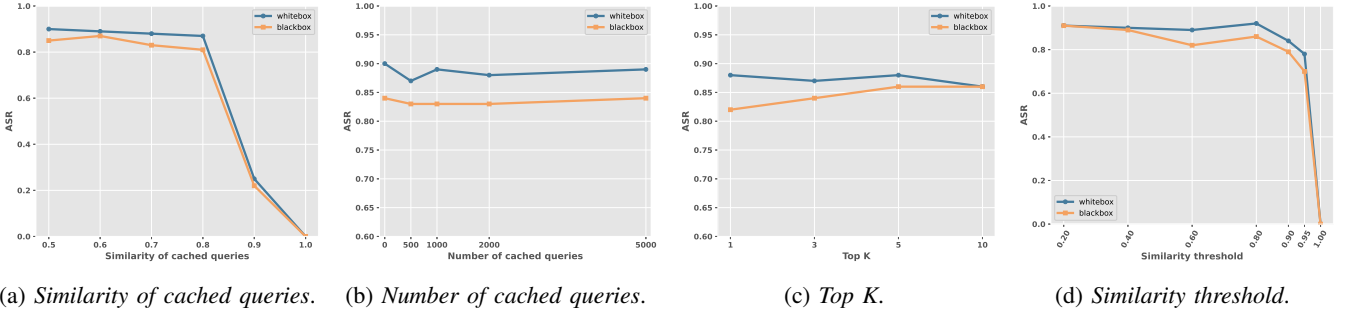 1.0
0.8
0.6
0.4
0.2
0.0
ASR
whitebox
blackbox
0.5 0.6 0.7 0.8 0.9 1.0
Similarity of cached queries
1.00
0.95
0.90
0.85
0.80
0.75
0.70
0.65
0.60
ASR
whitebox
blackbox
0 500 1000 2000 5000
Number of cached queries
1.00
0.95
0.90
0.85
0.80
0.75
0.70
0.65
0.60
ASR
whitebox
blackbox
1 3 5 10
Top K
1.0
0.8
0.6
0.4
0.2
0.0
ASR
whitebox
blackbox
0.20 0.40 0.60 0.80 0.90 0.95 1.00
Similarity threshold
(a) Similarity of cached queries.
(b) Number of cached queries.
(c) Top K.
(d) Similarity threshold.